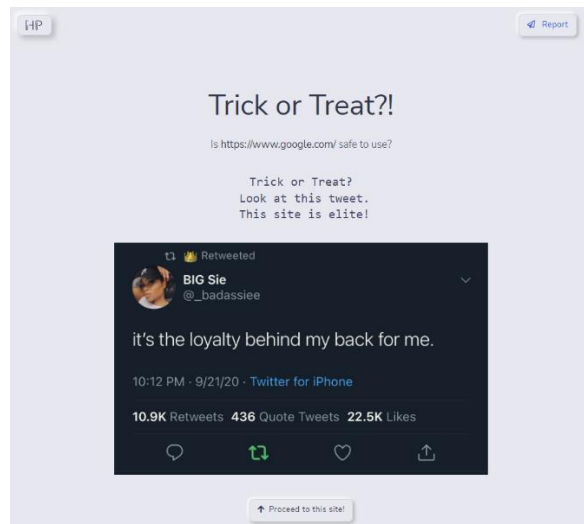 HP
Report
Trick or Treat?!
Is https://www.google.com/ safe to use?
Trick or Treat?
Look at this tweet.
This site is elite!
Retweeted
BIG Sie
@_badassiee
it's the loyalty behind my back for me.
10:12 PM · 9/21/20 · Twitter for iPhone
10.9K Retweets 436 Quote Tweets 22.5K Likes
Proceed to this site!